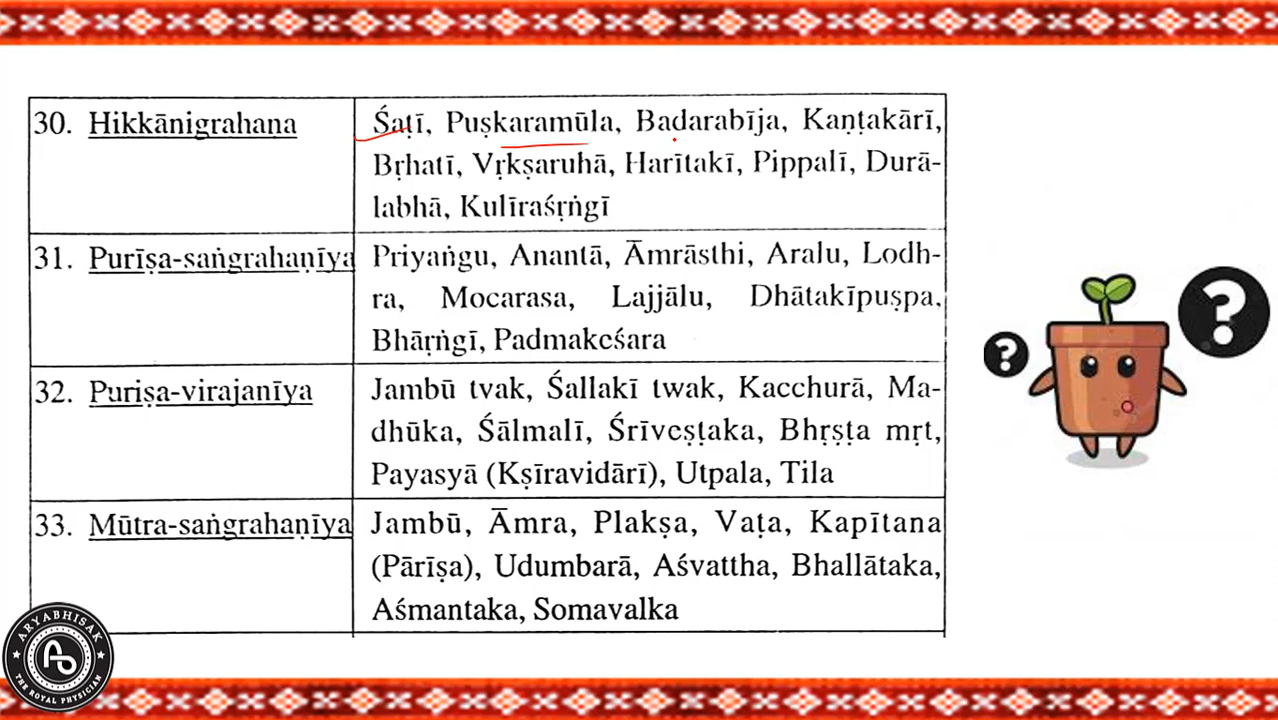 30. Hikkānigrahaṇa
Śaṭī, Puṣkaramūla, Badarabīja, Kaṇṭakārī,
Bṛhatī, Vṛkṣaruhā, Harītakī, Pippalī, Durā-
labhā, Kulīraśṛṅgī
31. Purīṣa-saṅgrahaṇīya
Priyaṅgu, Anantā, Āmrāsthi, Aralu, Lodh-
ra, Mocarasa, Lajjālu, Dhātakīpuṣpa,
Bhārṅgī, Padmakeśara
32. Puriṣa-virajanīya
Jambū tvak, Śallakī twak, Kacchurā, Ma-
dhūka, Śālmalī, Śrīveṣṭaka, Bhṛṣṭa mṛt,
Payasyā (Kṣīravidārī), Utpala, Tila
33. Mūtra-saṅgrahaṇīya
Jambū, Āmra, Plakṣa, Vaṭa, Kapītana
(Pārīṣa), Udumbarā, Aśvattha, Bhallātaka,
Aśmantaka, Somavalka
ARYABHISAK
THE ROYAL PHYSICIAN
? ?